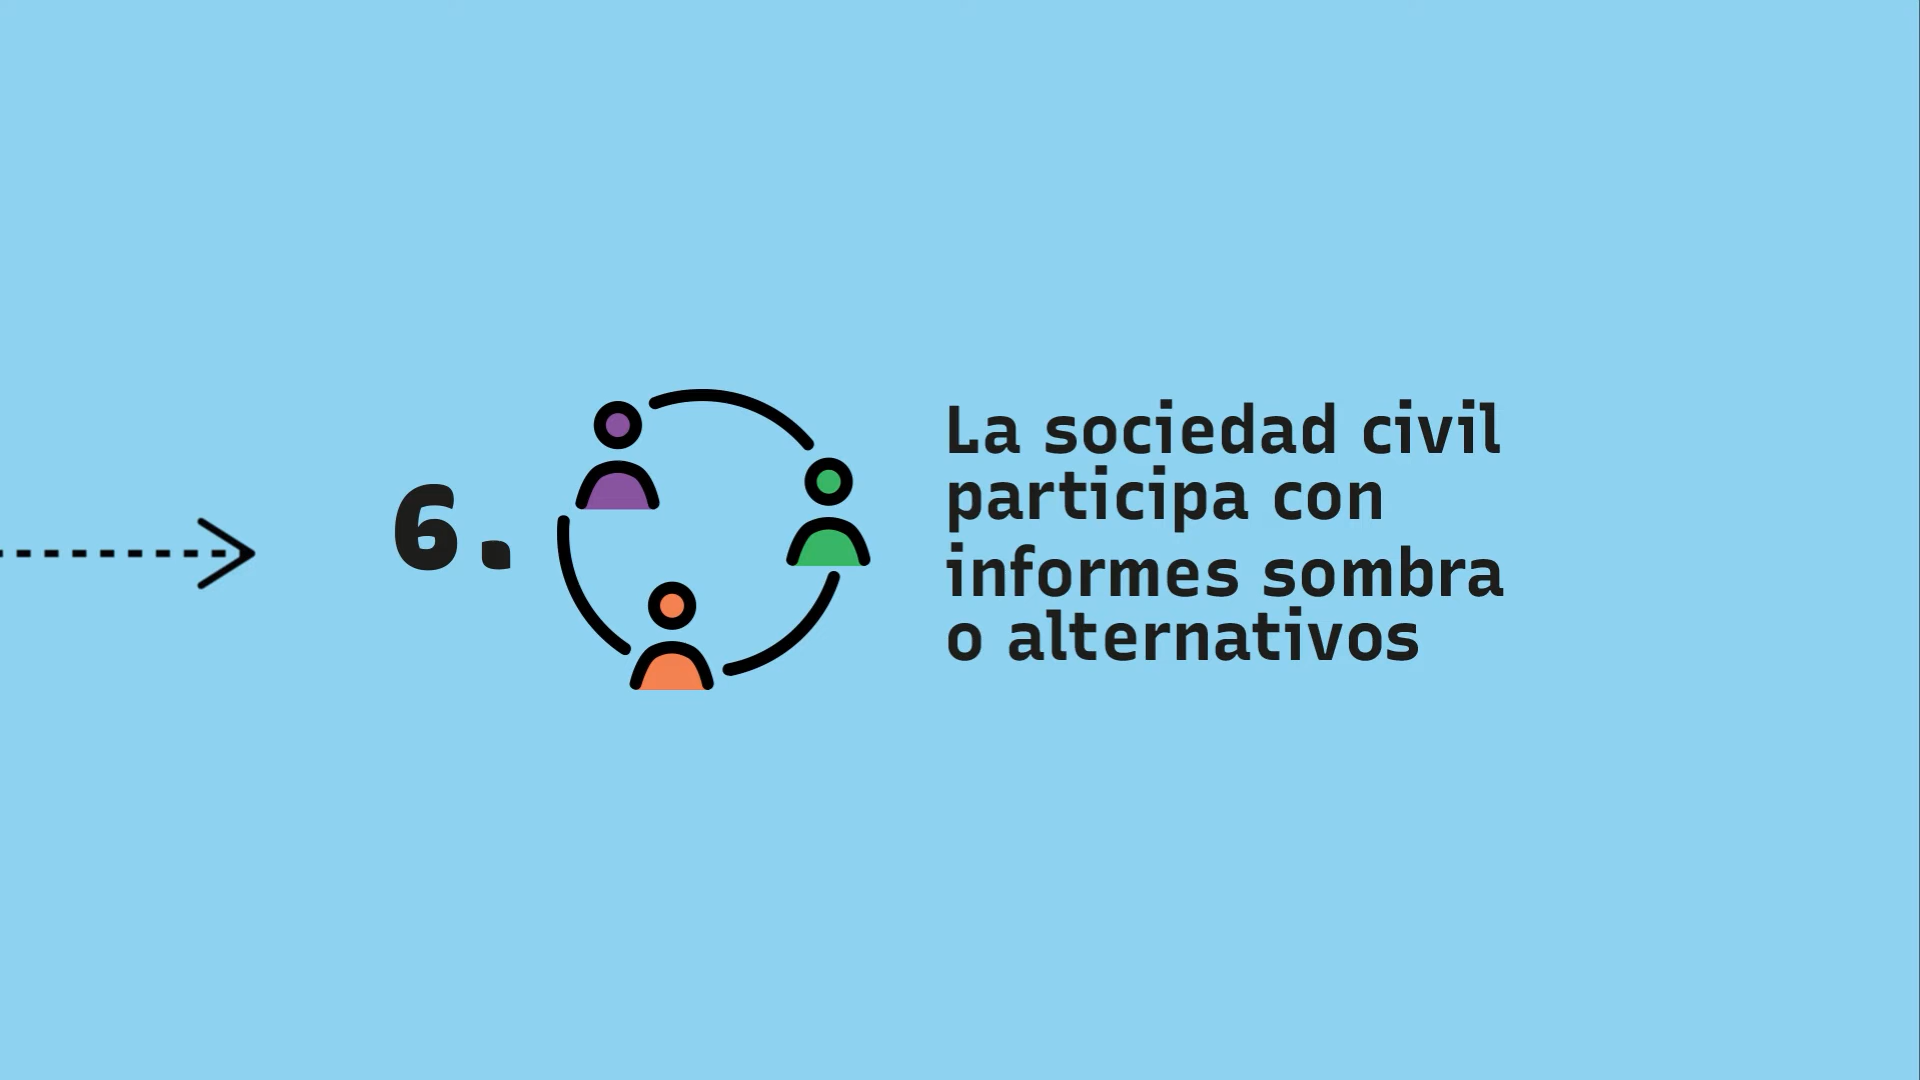 6.
La sociedad civil
participa con
informes sombra
o alternativos